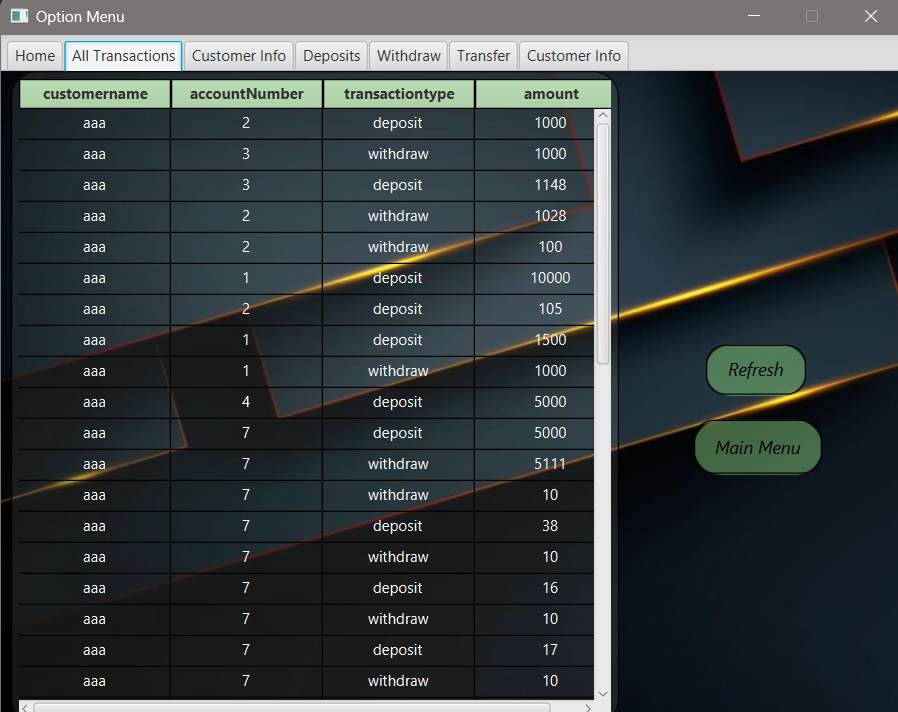 Option Menu
Home All Transactions Customer Info Deposits Withdraw Transfer Customer Info
customername accountNumber transactiontype amount
aaa 2 deposit 1000
aaa 3 withdraw 1000
aaa 3 deposit 1148
aaa 2 withdraw 1028
aaa 2 withdraw 100
aaa 1 deposit 10000
aaa 2 deposit 105
aaa 1 deposit 1500
aaa 1 withdraw 1000
Refresh
aaa 4 deposit 5000
aaa 7 deposit 5000
Main Menu
aaa 7 withdraw 5111
aaa 7 withdraw 10
aaa 7 deposit 38
aaa 7 withdraw 10
aaa 7 deposit 16
aaa 7 withdraw 10
aaa 7 deposit 17
aaa 7 withdraw 10